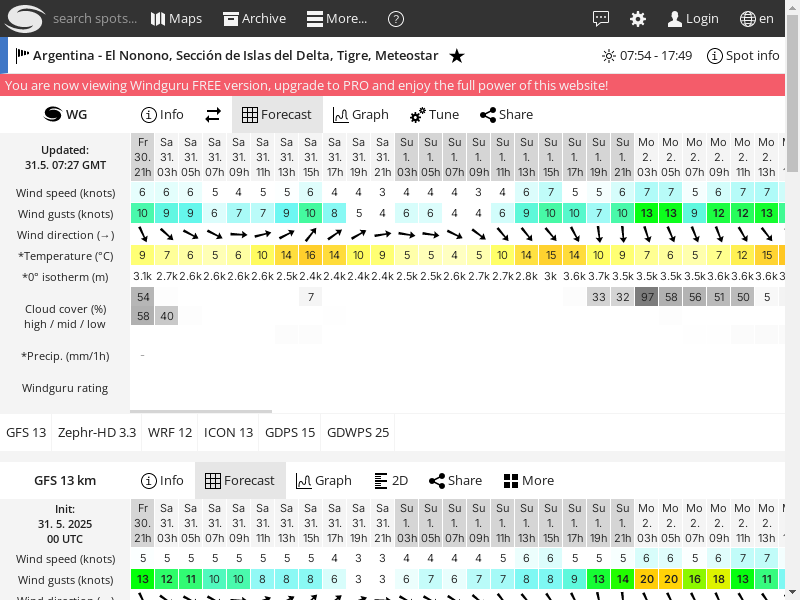 search spots... Maps Archive More... ? Login en
Argentina - El Nonono, Sección de Islas del Delta, Tigre, Meteostar ★ 07:54 - 17:49 Spot info
You are now viewing Windguru FREE version, upgrade to PRO and enjoy the full power of this website!
WG Info Forecast Graph Tune Share
Updated:
31.5. 07:27 GMT
Fr Sa Sa Sa Sa Sa Sa Sa Sa Sa Sa Su Su Su Su Su Su Su Su Su Su Mo Mo Mo Mo Mo Mo
30. 31. 31. 31. 31. 31. 31. 31. 31. 31. 31. 1. 1. 1. 1. 1. 1. 1. 1. 1. 1. 2. 2. 2. 2. 2. 2.
21h 03h 05h 07h 09h 11h 13h 15h 17h 19h 21h 03h 05h 07h 09h 11h 13h 15h 17h 19h 21h 03h 05h 07h 09h 11h 13h
Wind speed (knots) 6 6 6 5 4 5 5 6 4 4 3 4 4 4 3 4 6 7 5 5 6 7 7 5 6 7 7
Wind gusts (knots) 10 9 9 6 7 7 9 10 8 5 4 6 6 4 4 6 9 10 10 7 10 13 13 9 12 12 13
Wind direction (→)
*Temperature (°C) 9 7 6 5 6 10 14 16 14 10 9 5 5 4 5 10 14 15 14 10 9 7 6 5 7 12 15
*0° isotherm (m) 3.1k 2.7k 2.6k 2.6k 2.6k 2.6k 2.5k 2.4k 2.4k 2.4k 2.4k 2.5k 2.5k 2.6k 2.7k 2.7k 2.8k 3k 3.6k 3.7k 3.5k 3.5k 3.5k 3.5k 3.6k 3.6k 3.6k
Cloud cover (%)
high / mid / low
54 7 33 32 97 58 56 51 50 5
58 40
*Precip. (mm/1h) -
Windguru rating
GFS 13 Zephr-HD 3.3 WRF 12 ICON 13 GDPS 15 GDWPS 25
GFS 13 km Info Forecast Graph 2D Share More
Init:
31. 5. 2025
00 UTC
Fr Sa Sa Sa Sa Sa Sa Sa Sa Sa Sa Su Su Su Su Su Su Su Su Su Su Mo Mo Mo Mo Mo Mo
30. 31. 31. 31. 31. 31. 31. 31. 31. 31. 31. 1. 1. 1. 1. 1. 1. 1. 1. 1. 1. 2. 2. 2. 2. 2. 2.
21h 03h 05h 07h 09h 11h 13h 15h 17h 19h 21h 03h 05h 07h 09h 11h 13h 15h 17h 19h 21h 03h 05h 07h 09h 11h 13h
Wind speed (knots) 5 5 5 5 5 5 5 5 4 3 3 4 4 4 4 5 6 6 5 5 5 6 6 5 6 7 7
Wind gusts (knots) 13 12 11 10 10 8 8 8 6 3 3 6 7 6 7 7 8 8 9 13 14 20 20 16 18 13 11